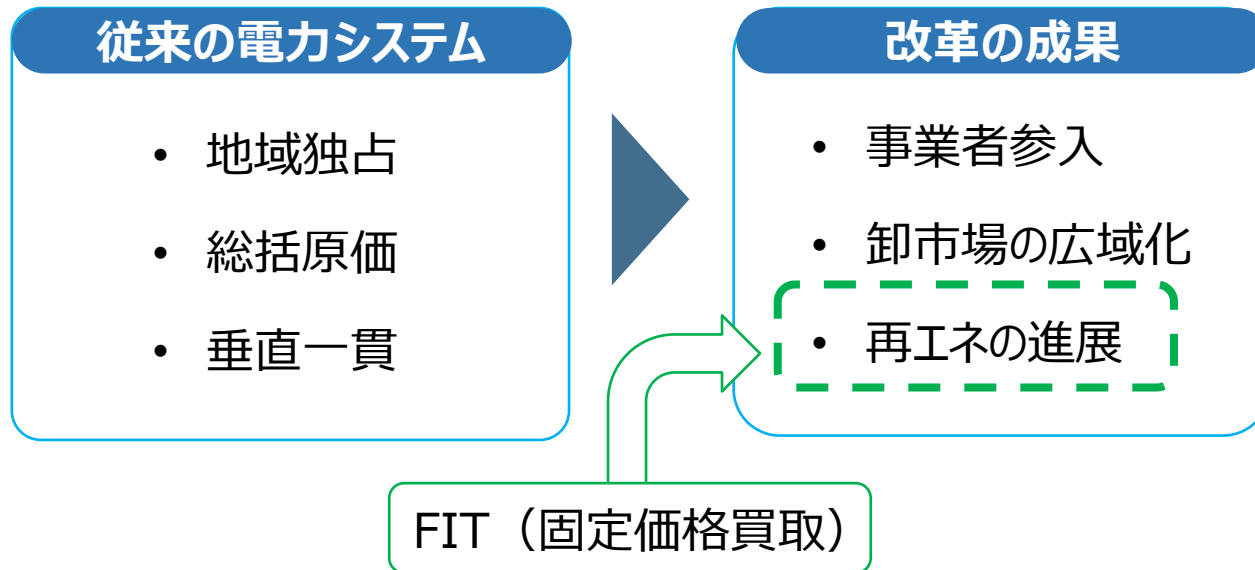 従来の電力システム
• 地域独占
• 総括原価
• 垂直一貫
改革の成果
• 事業者参入
• 卸市場の広域化
• 再エネの進展
FIT（固定価格買取）